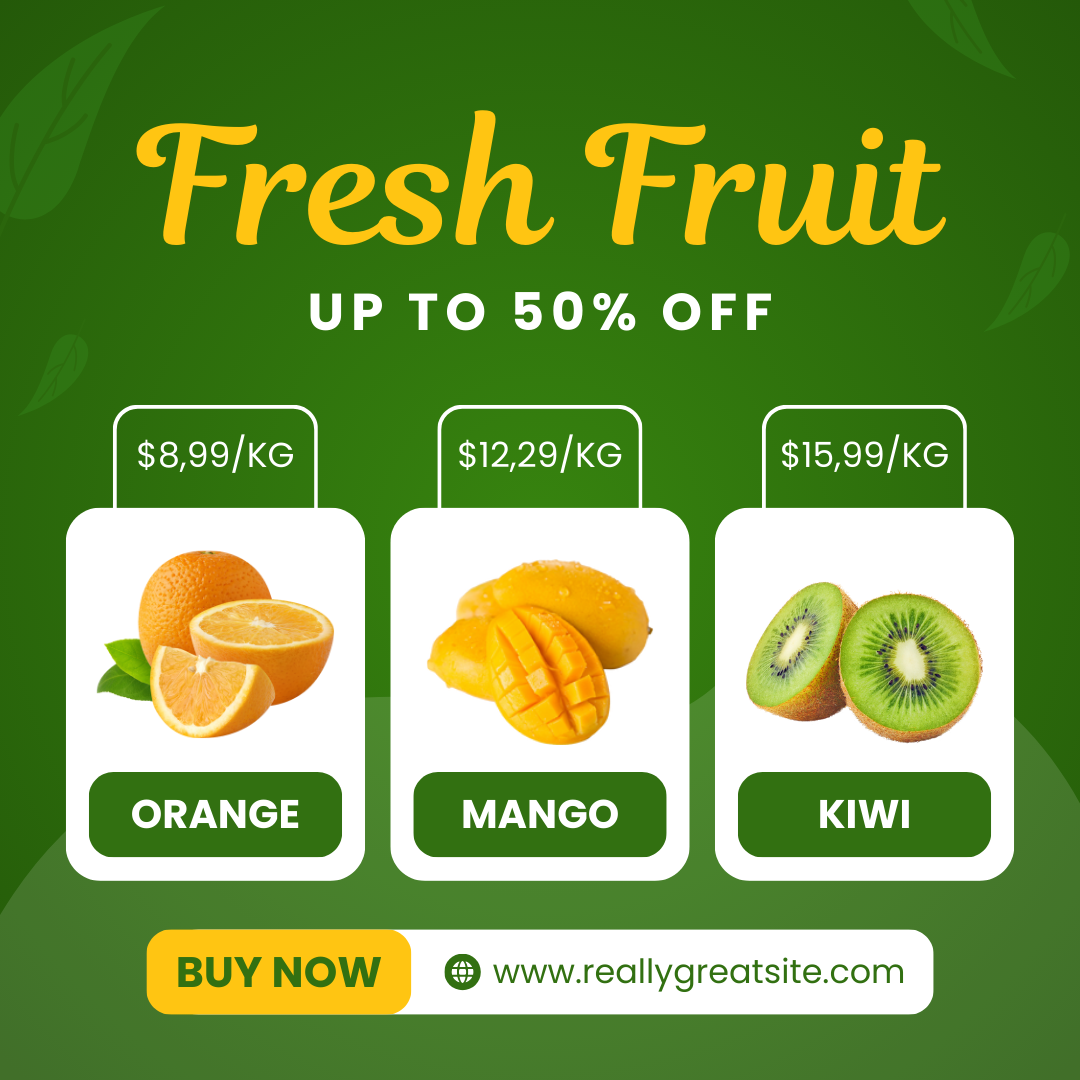 Fresh Fruit
UP TO 50% OFF
$8,99/KG
$12,29/KG
$15,99/KG
ORANGE
MANGO
KIWI
BUY NOW
www.reallygreatsite.com